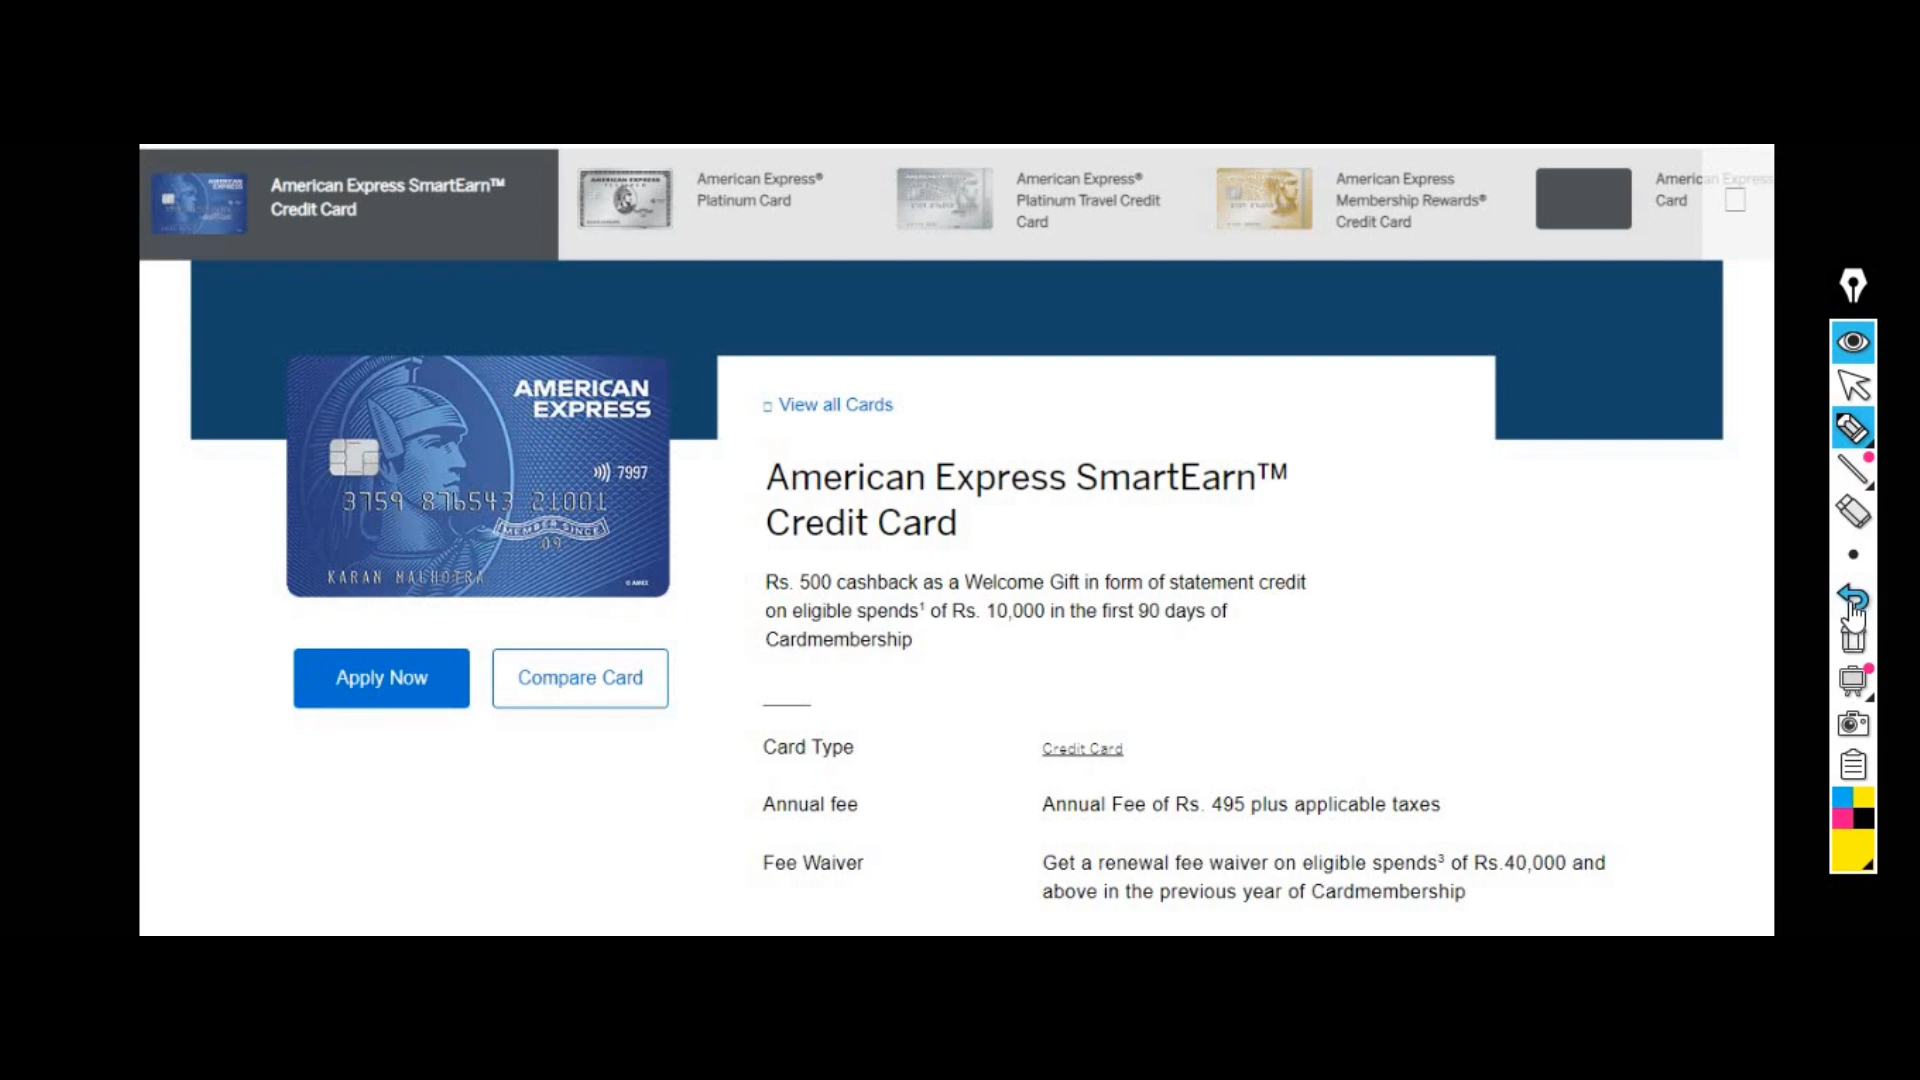 American Express SmartEarn™
Credit Card
American Express®
Platinum Card
American Express®
Platinum Travel Credit
Card
American Express
Membership Rewards®
Credit Card
American Express
Card
AMERICAN
EXPRESS
7997
3759 876543 21001
MEMBER SINCE
09
KARAN MALHOTRA
© AMEX
Apply Now
Compare Card
View all Cards
American Express SmartEarn™
Credit Card
Rs. 500 cashback as a Welcome Gift in form of statement credit
on eligible spends¹ of Rs. 10,000 in the first 90 days of
Cardmembership
Card Type
Credit Card
Annual fee
Annual Fee of Rs. 495 plus applicable taxes
Fee Waiver
Get a renewal fee waiver on eligible spends³ of Rs.40,000 and
above in the previous year of Cardmembership